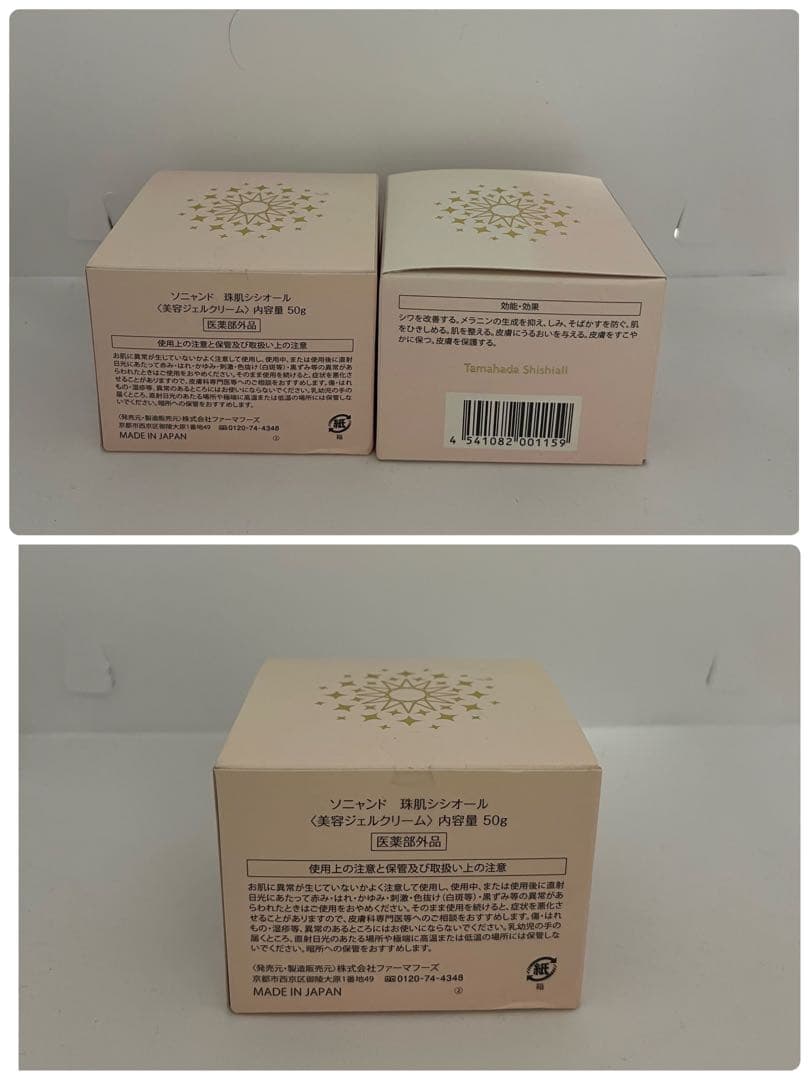 ソニャンド　珠肌シシオール
〈美容ジェルクリーム〉内容量 50g
医薬部外品
使用上の注意と保管及び取扱い上の注意
お肌に異常が生じていないかよく注意して使用し、使用中、または使用後に直射
日光にあたって赤み・はれ・かゆみ・刺激・色抜け(白斑等)・黒ずみ等の異常が
あらわれたときはご使用をおやめください。そのまま使用を続けると、症状を悪化さ
せることがありますので、皮膚科専門医等へのご相談をおすすめします。傷・はれ
もの・湿疹等、異常のあるところにはお使いにならないでください。乳幼児の手の
届くところ、直射日光のあたる場所や極端に高温または低温の場所には保管しな
いでください。暗所への保管をおすすめします。
〈発売元・製造販売元〉株式会社ファーマフーズ
京都市西京区御陵大原1番地49 0120-74-4348
MADE IN JAPAN ②
紙
箱
効能・効果
シワを改善する。メラニンの生成を抑え、しみ、そばかすを防ぐ。肌
をひきしめる。肌を整える。皮膚にうるおいを与える。皮膚をすこや
かに保つ。皮膚を保護する。
Tamahada Shishiall
4 541082 001159
ソニャンド　珠肌シシオール
〈美容ジェルクリーム〉内容量 50g
医薬部外品
使用上の注意と保管及び取扱い上の注意
お肌に異常が生じていないかよく注意して使用し、使用中、または使用後に直射
日光にあたって赤み・はれ・かゆみ・刺激・色抜け(白斑等)・黒ずみ等の異常が
あらわれたときはご使用をおやめください。そのまま使用を続けると、症状を悪化さ
せることがありますので、皮膚科専門医等へのご相談をおすすめします。傷・はれ
もの・湿疹等、異常のあるところにはお使いにならないでください。乳幼児の手の
届くところ、直射日光のあたる場所や極端に高温または低温の場所には保管しな
いでください。暗所への保管をおすすめします。
〈発売元・製造販売元〉株式会社ファーマフーズ
京都市西京区御陵大原1番地49 0120-74-4348
MADE IN JAPAN ②
紙
箱